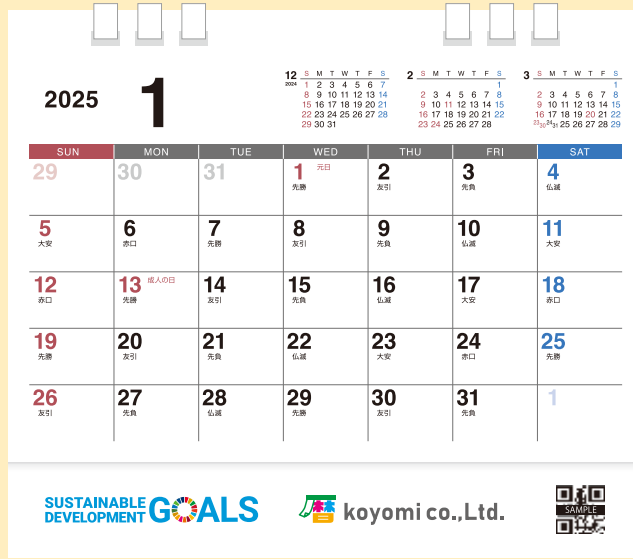 2025 1
12
2024
S M T W T F S
1 2 3 4 5 6 7
8 9 10 11 12 13 14
15 16 17 18 19 20 21
22 23 24 25 26 27 28
29 30 31
2
S M T W T F S
1
2 3 4 5 6 7 8
9 10 11 12 13 14 15
16 17 18 19 20 21 22
23 24 25 26 27 28
3
S M T W T F S
1
2 3 4 5 6 7 8
9 10 11 12 13 14 15
16 17 18 19 20 21 22
23/30 24/31 25 26 27 28 29
SUN MON TUE WED THU FRI SAT
29 30 31 1 元日 2 3 4
先勝 友引 先負 仏滅
5 6 7 8 9 10 11
大安 赤口 先勝 友引 先負 仏滅 大安
12 13 成人の日 14 15 16 17 18
赤口 先勝 友引 先負 仏滅 大安 赤口
19 20 21 22 23 24 25
先勝 友引 先負 仏滅 大安 赤口 先勝
26 27 28 29 30 31 1
友引 先負 仏滅 先勝 友引 先負
SUSTAINABLE
DEVELOPMENT
GOALS
暦 koyomi co.,Ltd.
SAMPLE